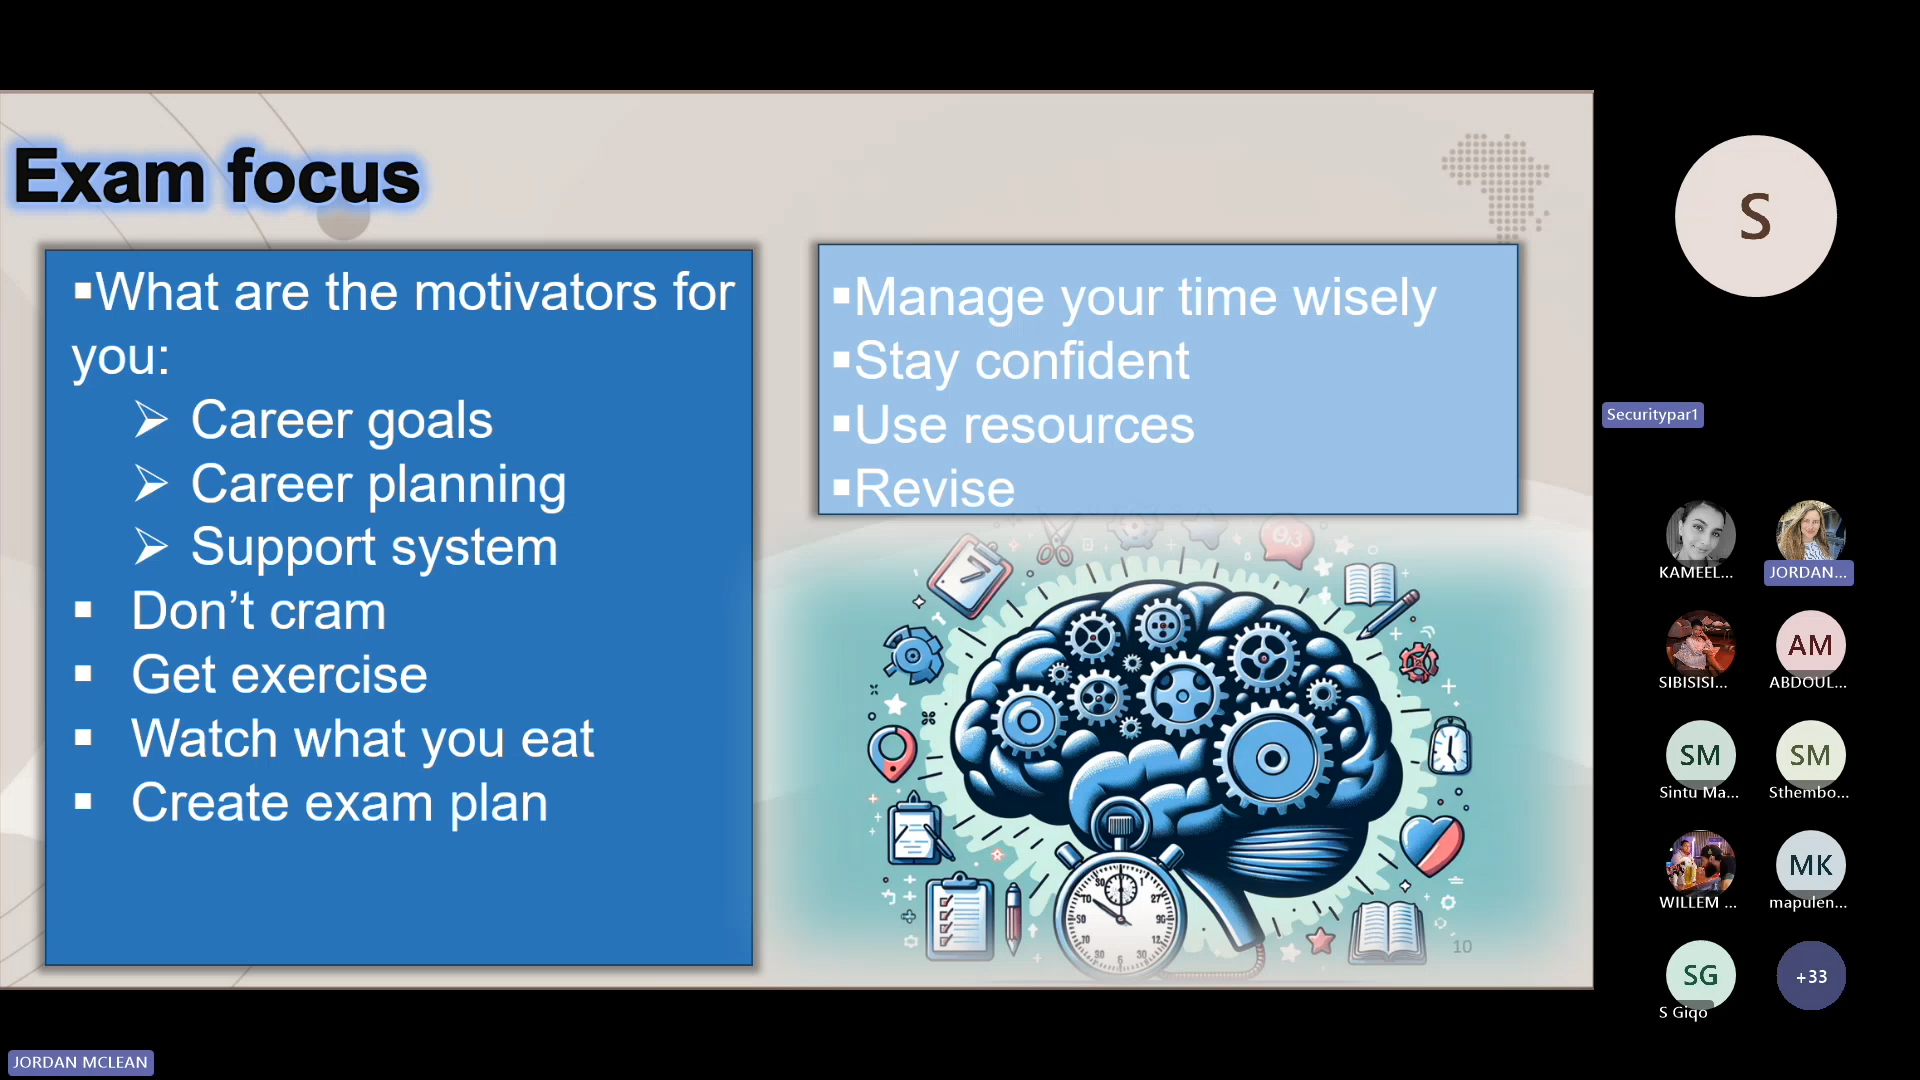 Exam focus
▪What are the motivators for
you:
➢ Career goals
➢ Career planning
➢ Support system
▪ Don’t cram
▪ Get exercise
▪ Watch what you eat
▪ Create exam plan
▪Manage your time wisely
▪Stay confident
▪Use resources
▪Revise
10
S
Securitypar1
KAMEEL...
JORDAN...
SIBISISI...
AM
ABDOUL...
SM
Sintu Ma...
SM
Sthembo...
WILLEM ...
MK
mapulen...
SG
S Giqo
+33
JORDAN MCLEAN